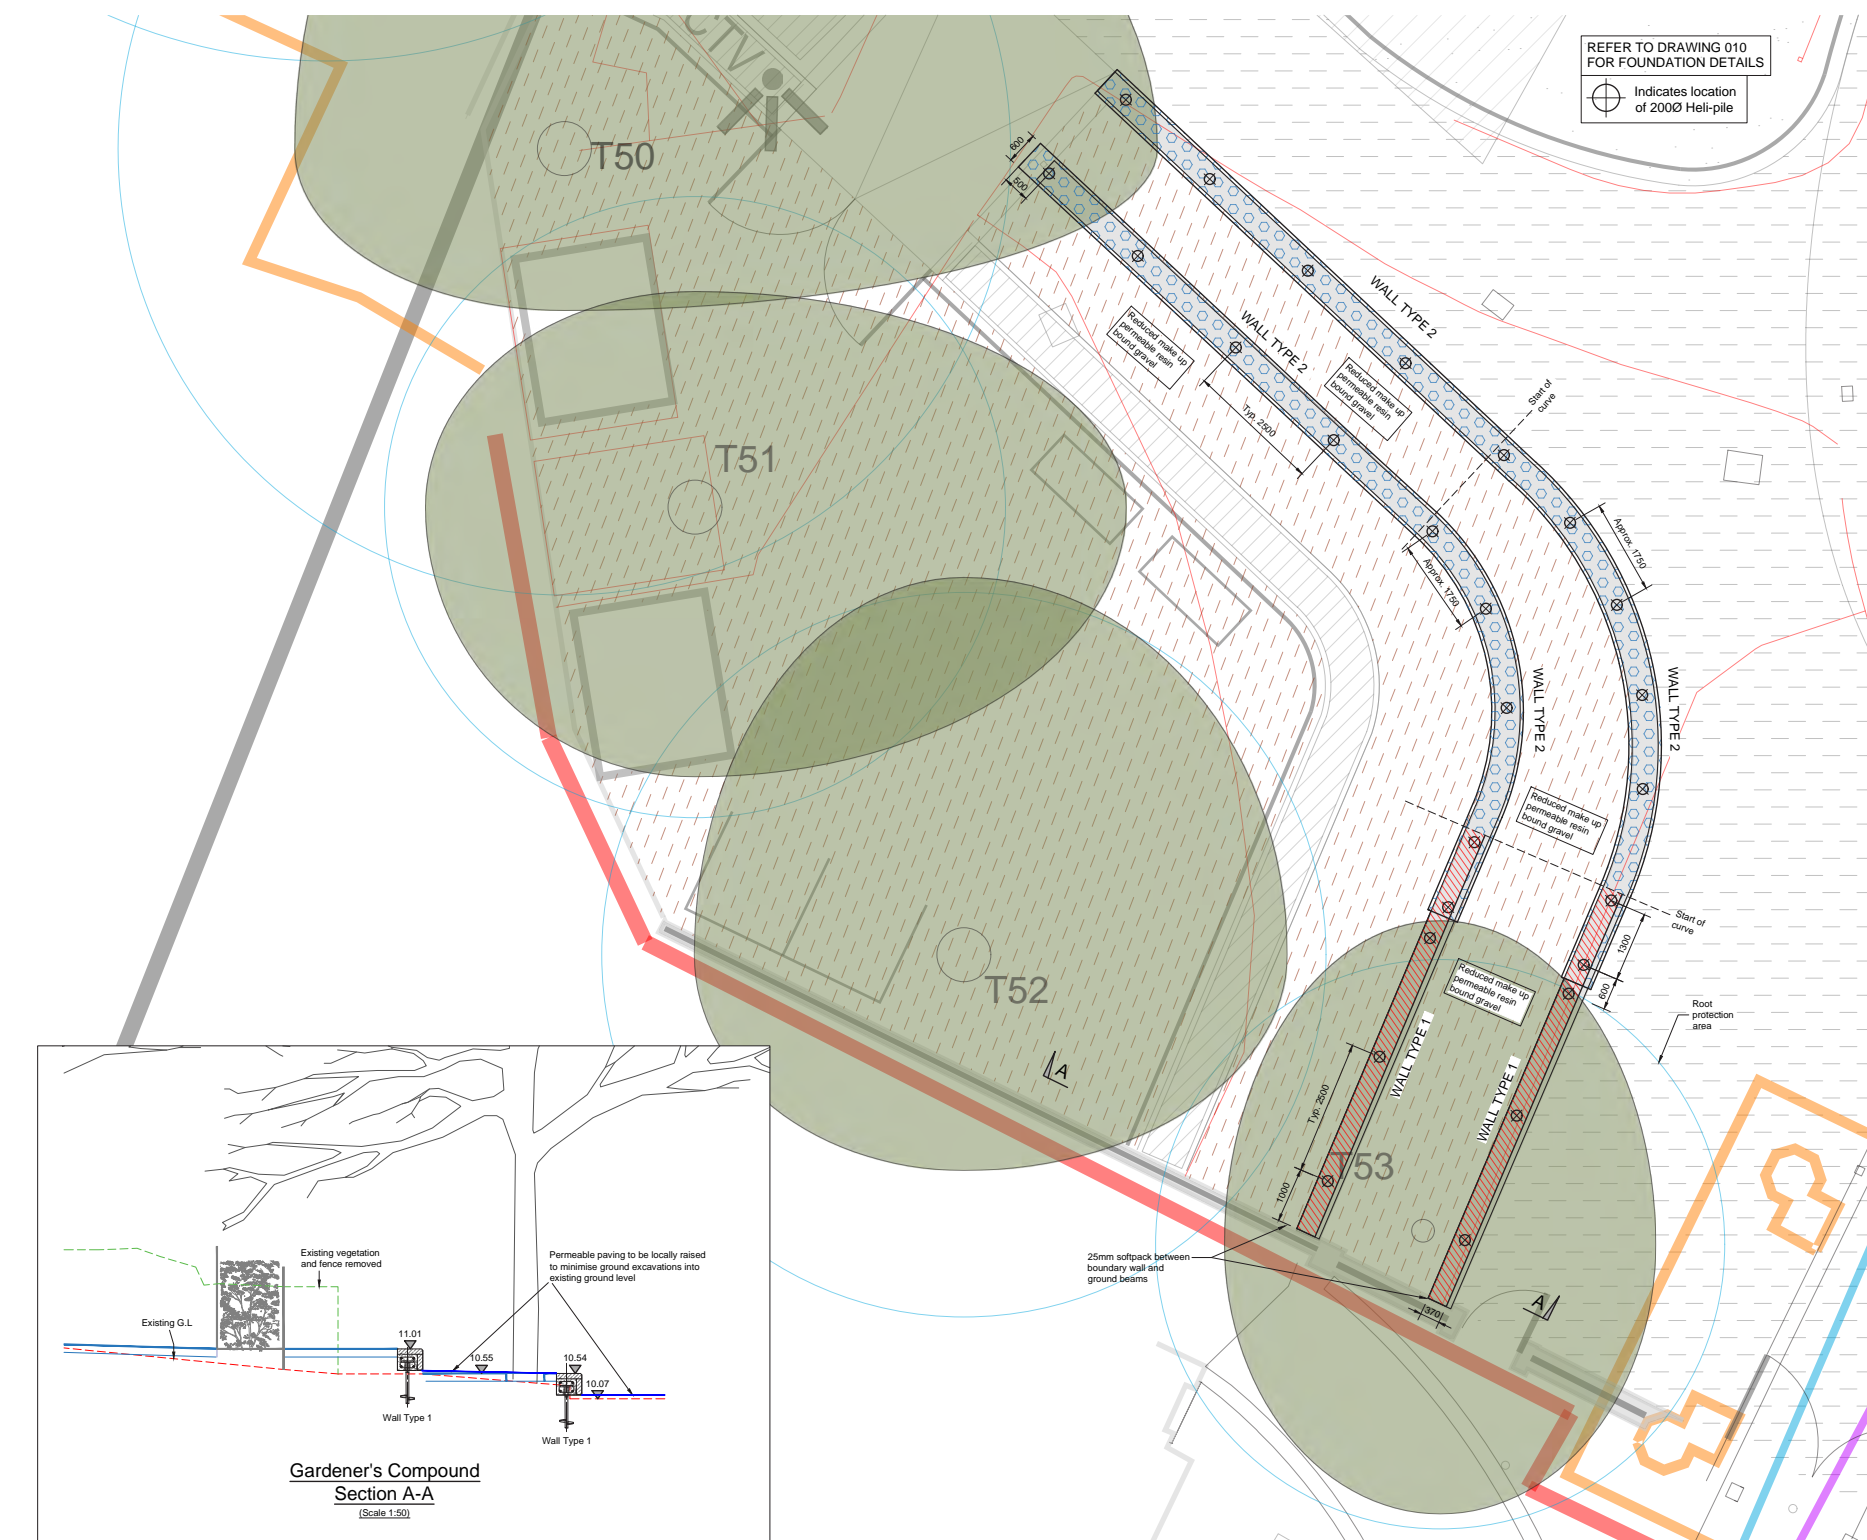 REFER TO DRAWING 010
FOR FOUNDATION DETAILS
Indicates location
of 200Ø Heli-pile
CTV
T50
600
500
WALL TYPE 2
WALL TYPE 2
Reduced make up
permeable resin
bound gravel
Reduced make up
permeable resin
bound gravel
Start of
curve
Typ. 2500
T51
Approx. 1750
Approx. 1750
WALL TYPE 2
WALL TYPE 2
Reduced make up
permeable resin
bound gravel
Start of
curve
1300
600
Reduced make up
permeable resin
bound gravel
T52
Root
protection
area
A
WALL TYPE 1
WALL TYPE 1
Typ. 2500
T53
1000
25mm softpack between
boundary wall and
ground beams
370
A
Existing vegetation
and fence removed
Permeable paving to be locally raised
to minimise ground excavations into
existing ground level
Existing G.L
11.01
10.55
10.54
10.07
Wall Type 1
Wall Type 1
Gardener's Compound
Section A-A
(Scale 1:50)